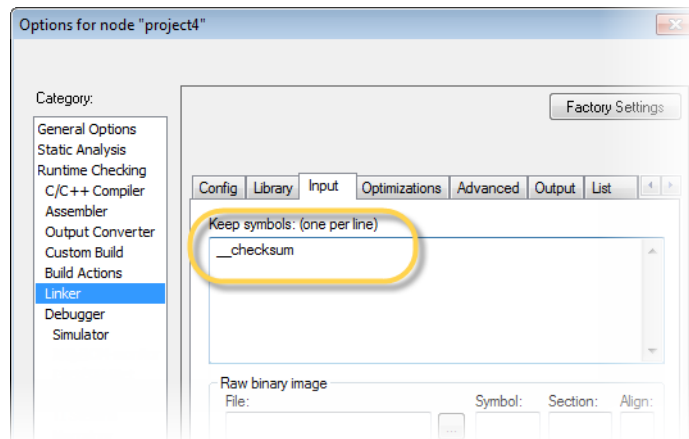 Options for node "project4"
Category:
General Options
Static Analysis
Runtime Checking
C/C++ Compiler
Assembler
Output Converter
Custom Build
Build Actions
Linker
Debugger
Simulator
Factory Settings
Config Library Input Optimizations Advanced Output List
Keep symbols: (one per line)
__checksum
Raw binary image
File: Symbol: Section: Align:
...